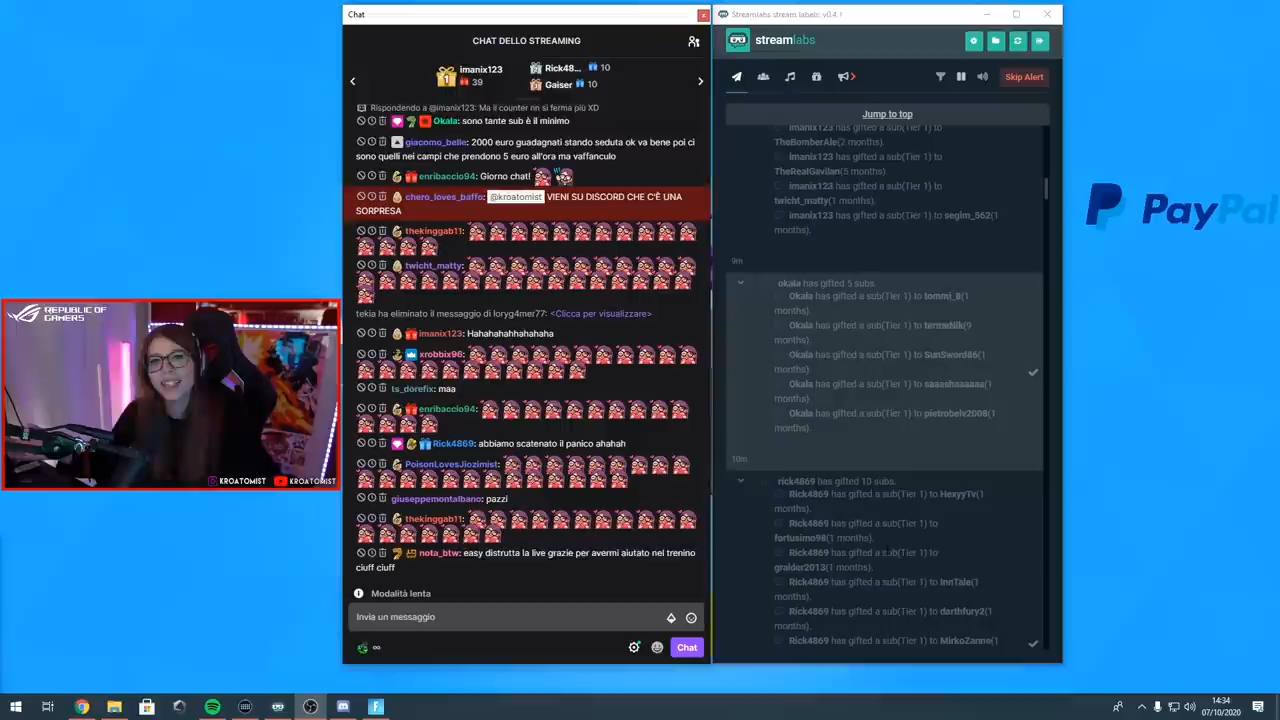 Chat
CHAT DELLO STREAMING
imanix123
39
Rick48... 10
Gaiser 10
Rispondendo a @imanix123: Ma il counter nn si ferma più XD
Okala: sono tante sub è il minimo
giacomo_belle: 2000 euro guadagnati stando seduta ok va bene poi ci
sono quelli nei campi che prendono 5 euro all'ora ma vaffanculo
enribaccio94: Giorno chat!
chero_loves_baffo: @kroatomist VIENI SU DISCORD CHE C'È UNA
SORPRESA
thekinggab11:
twicht_matty:
tekia ha eliminato il messaggio di loryg4mer77: <Clicca per visualizzare>
imanix123: Hahahahahhahahaha
xrobbix96:
ts_dorefix: maa
enribaccio94:
Rick4869: abbiamo scatenato il panico ahahah
PoisonLovesJiozimist:
giuseppemontalbano: pazzi
thekinggab11:
nota_btw: easy distrutta la live grazie per avermi aiutato nel trenino
ciuff ciuff
Modalità lenta
Invia un messaggio
Chat
Streamlabs stream labels: v0.4.
streamlabs
Skip Alert
Jump to top
imanix123 has gifted a sub(Tier 1) to
TheBomberAle(2 months).
imanix123 has gifted a sub(Tier 1) to
TheRealGavilan(5 months).
imanix123 has gifted a sub(Tier 1) to
twicht_matty(1 months).
imanix123 has gifted a sub(Tier 1) to segim_562(1
months).
9m
okala has gifted 5 subs.
Okala has gifted a sub(Tier 1) to
months).
Okala has gifted a sub(Tier 1) to
months).
Okala has gifted a sub(Tier 1) to SunSword86(1
months).
Okala has gifted a sub(Tier 1) to
months).
Okala has gifted a sub(Tier 1) to pietrobelv2008(1
months).
10m
rick4869 has gifted 10 subs.
Rick4869 has gifted a sub(Tier 1) to HexyyTv(1
months).
Rick4869 has gifted a sub(Tier 1) to
fortusimo98(1 months).
Rick4869 has gifted a sub(Tier 1) to
gralder2013(1 months).
Rick4869 has gifted a sub(Tier 1) to InnTale(1
months).
Rick4869 has gifted a sub(Tier 1) to darthfury2(1
months).
Rick4869 has gifted a sub(Tier 1) to MirkoZanne(1
PayPal
REPUBLIC OF
GAMERS
KROATOMIST
KROATOMIST
14:34
07/10/2020